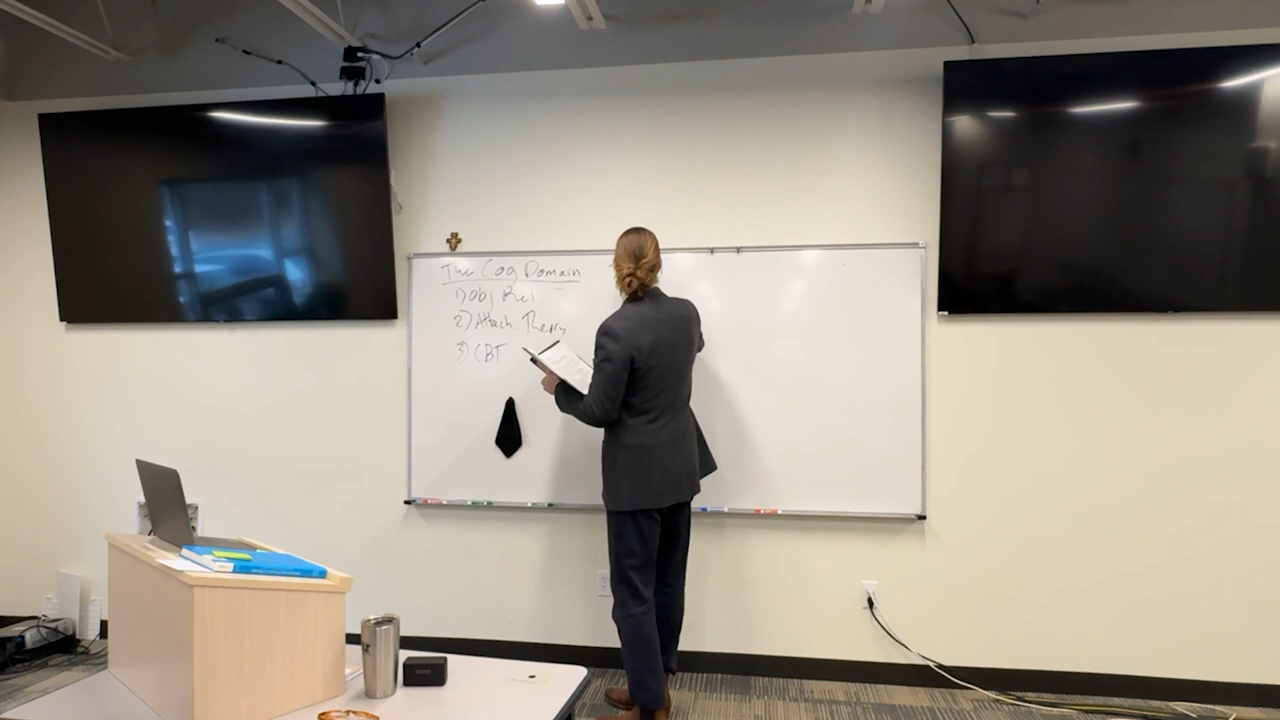 The Cog Domain
1) Obj Rel
2) Attach. Theory
3) CBT